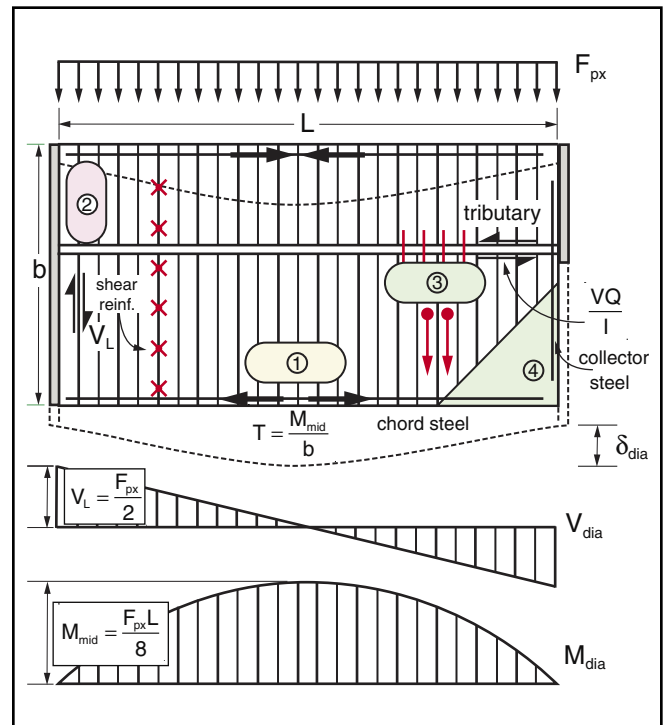 F_px
L
②
tributary
b
③
shear
reinf.
VQ/I
V_L
①
④
collector
steel
T = M_mid/b
chord steel
δ_dia
V_L = F_px/2
V_dia
M_mid = F_px L/8
M_dia